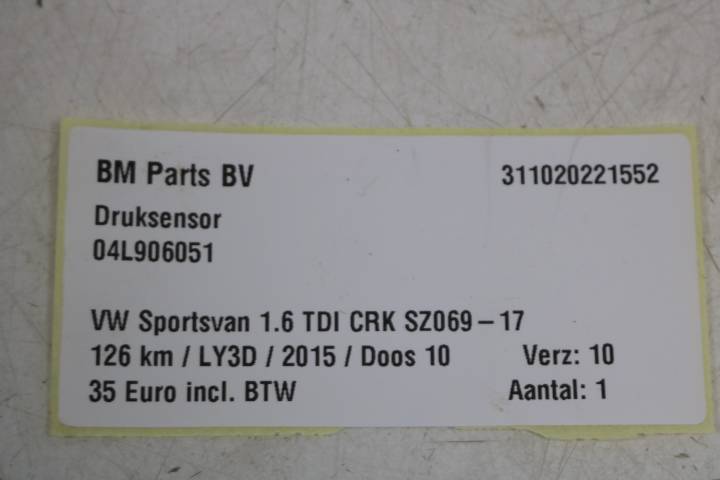 BM Parts BV 311020221552
Druksensor
04L906051
VW Sportsvan 1.6 TDI CRK SZ069-17
126 km / LY3D / 2015 / Doos 10 Verz: 10
35 Euro incl. BTW Aantal: 1